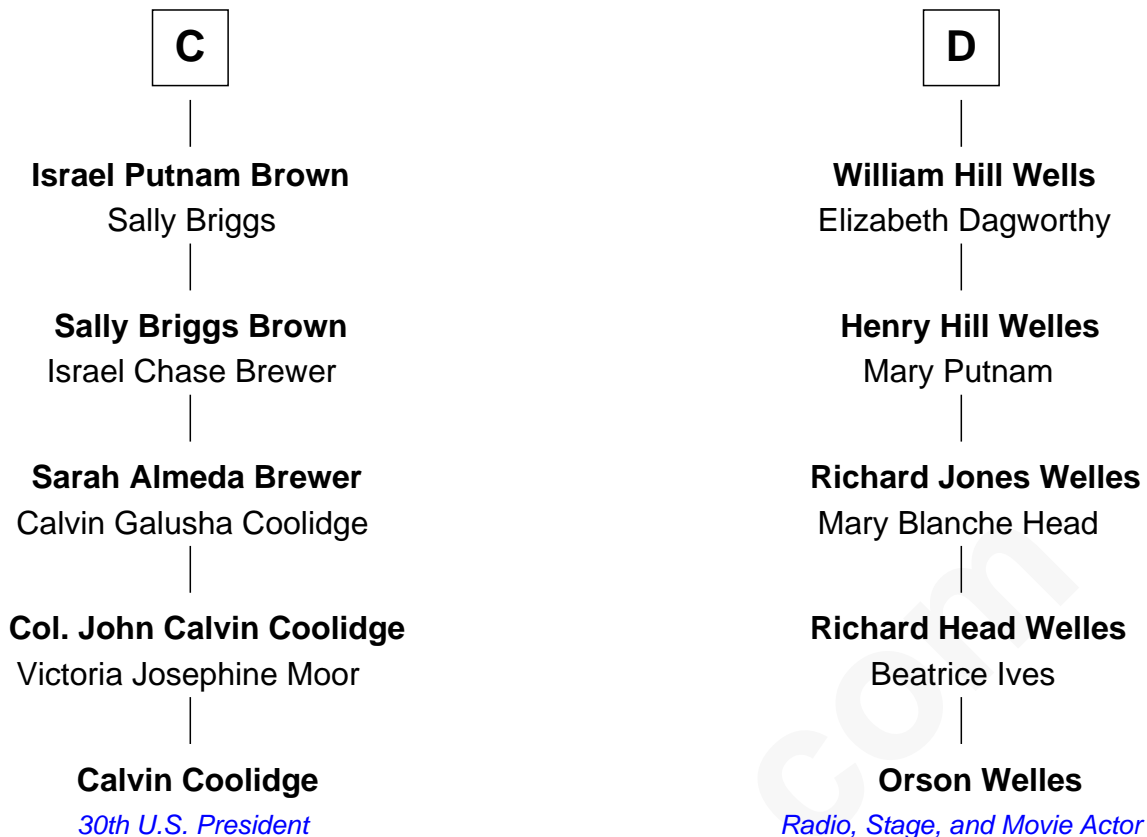 C
Israel Putnam Brown
Sally Briggs
Sally Briggs Brown
Israel Chase Brewer
Sarah Almeda Brewer
Calvin Galusha Coolidge
Col. John Calvin Coolidge
Victoria Josephine Moor
Calvin Coolidge
30th U.S. President
D
William Hill Wells
Elizabeth Dagworthy
Henry Hill Welles
Mary Putnam
Richard Jones Welles
Mary Blanche Head
Richard Head Welles
Beatrice Ives
Orson Welles
Radio, Stage, and Movie Actor
com